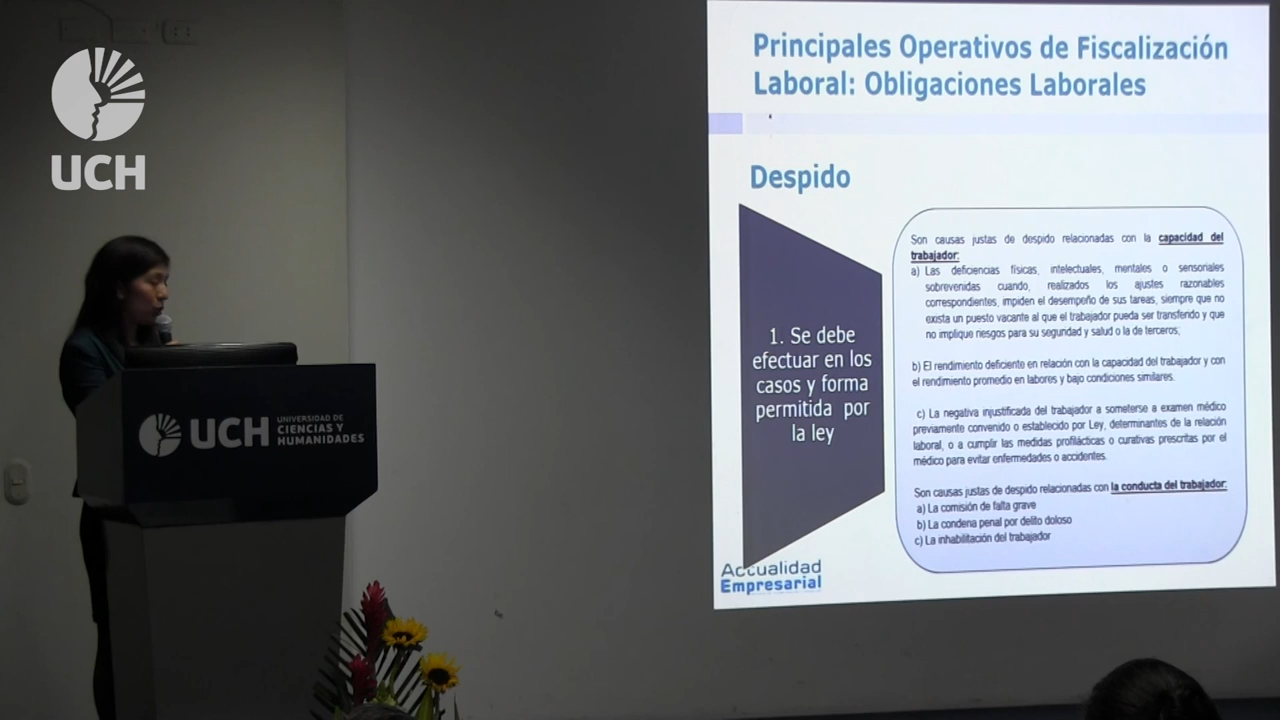 UCH
UCH
UNIVERSIDAD DE
CIENCIAS Y
HUMANIDADES
Principales Operativos de Fiscalización
Laboral: Obligaciones Laborales
Despido
1. Se debe
efectuar en los
casos y forma
permitida por
la ley
Son causas justas de despido relacionadas con la capacidad del
trabajador:
a) Las deficiencias físicas, intelectuales, mentales o sensoriales
sobrevenidas cuando, realizados los ajustes razonables
correspondientes, impiden el desempeño de sus tareas, siempre que no
exista un puesto vacante al que el trabajador pueda ser transferido y que
no implique riesgos para su seguridad y salud o la de terceros;
b) El rendimiento deficiente en relación con la capacidad del trabajador y con
el rendimiento promedio en labores y bajo condiciones similares.
c) La negativa injustificada del trabajador a someterse a examen médico
previamente convenido o establecido por Ley, determinantes de la relación
laboral, o a cumplir las medidas profilácticas o curativas prescritas por el
médico para evitar enfermedades o accidentes.
Son causas justas de despido relacionadas con la conducta del trabajador:
a) La comisión de falta grave
b) La condena penal por delito doloso
c) La inhabilitación del trabajador
Actualidad
Empresarial